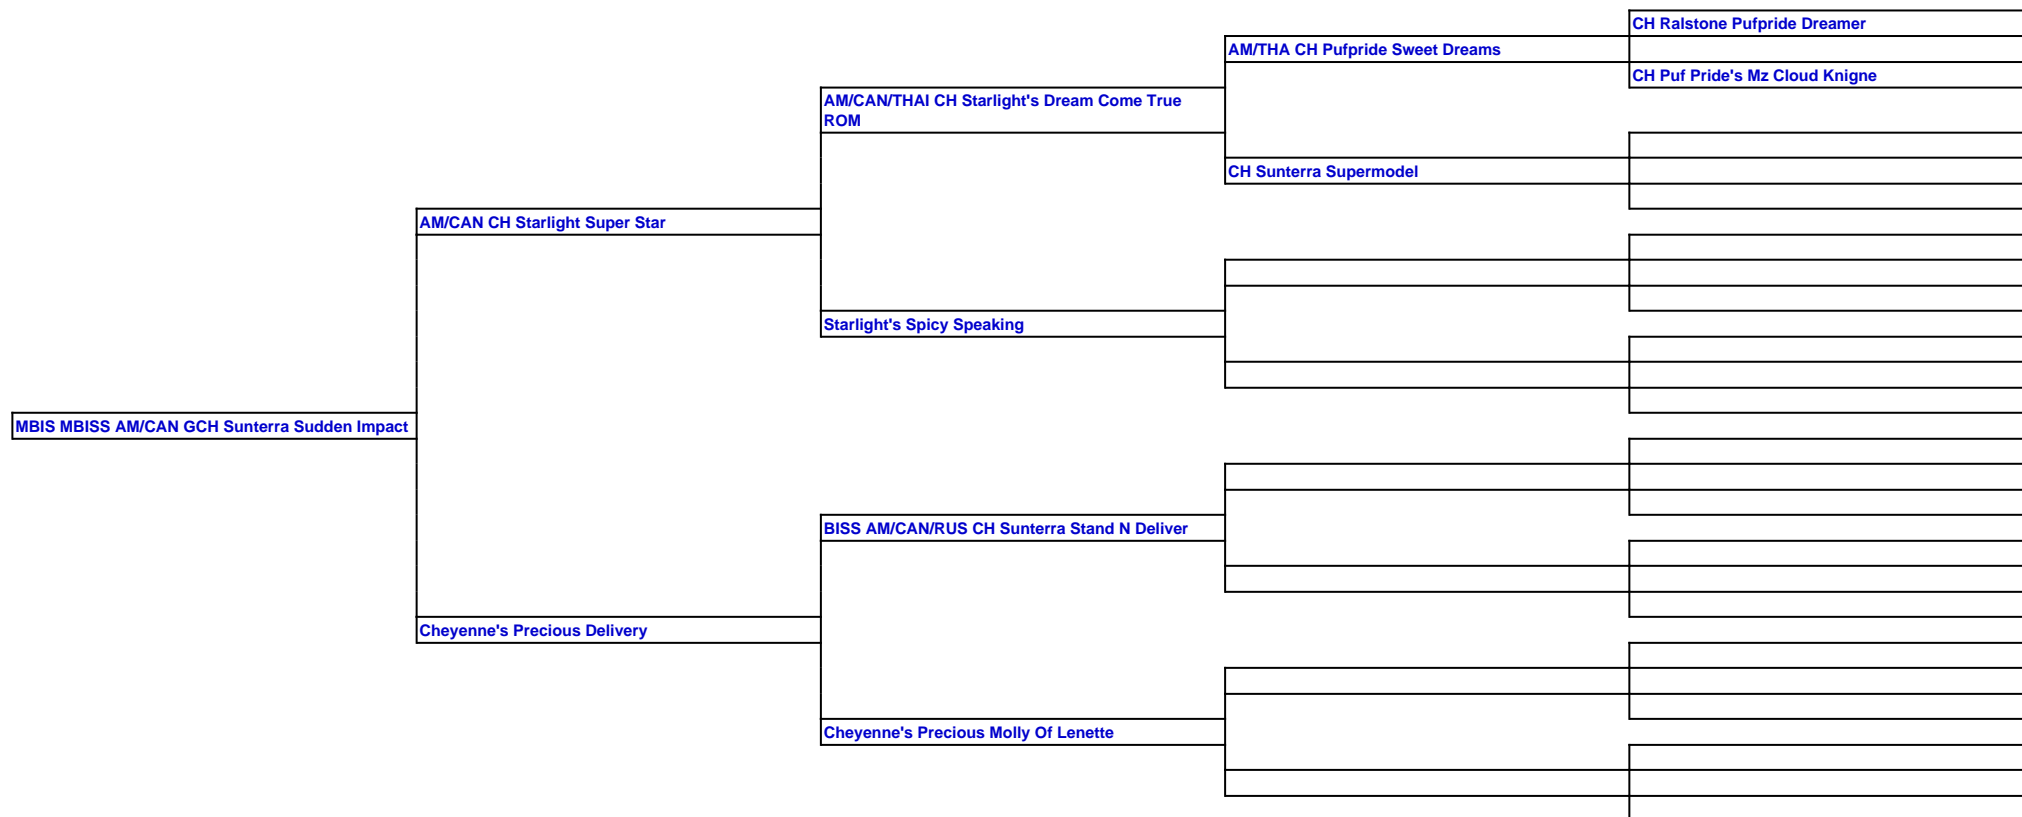 CH Ralstone Pufpride Dreamer
AM/THA CH Pufpride Sweet Dreams
CH Puf Pride's Mz Cloud Knigne
AM/CAN/THAI CH Starlight's Dream Come True
ROM
CH Sunterra Supermodel
AM/CAN CH Starlight Super Star
Starlight's Spicy Speaking
MBIS MBISS AM/CAN GCH Sunterra Sudden Impact
BISS AM/CAN/RUS CH Sunterra Stand N Deliver
Cheyenne's Precious Delivery
Cheyenne's Precious Molly Of Lenette